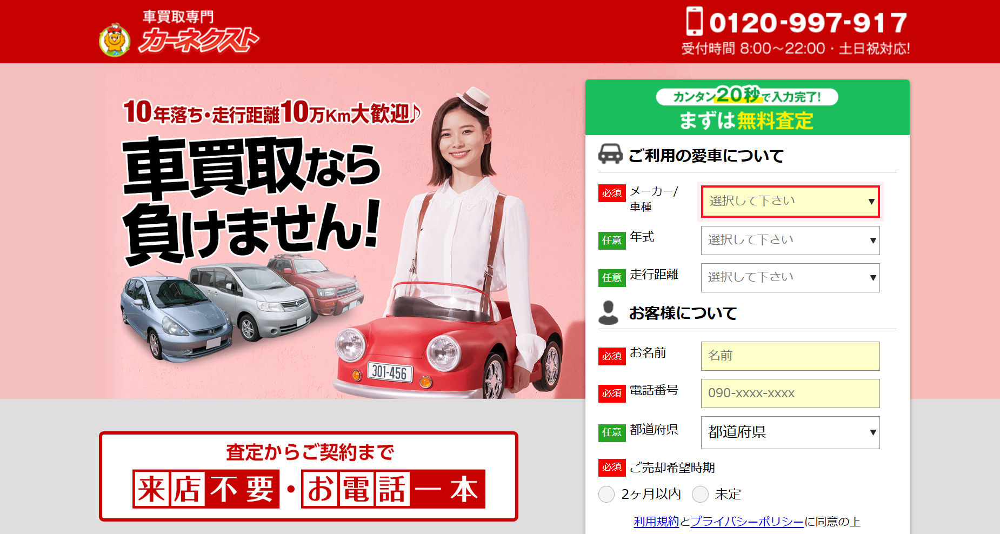 車買取専門
カーネクスト
0120-997-917
受付時間 8:00～22:00・土日祝対応!
10年落ち・走行距離10万Km大歓迎♪
車買取なら
負けません!
301-456
査定からご契約まで
来店不要・お電話一本
カンタン20秒で入力完了!
まずは無料査定
ご利用の愛車について
必須 メーカー/
車種
選択して下さい ▼
任意 年式 選択して下さい ▼
任意 走行距離 選択して下さい ▼
お客様について
必須 お名前 名前
必須 電話番号 090-xxxx-xxxx
任意 都道府県 都道府県 ▼
必須 ご売却希望時期
2ヶ月以内 未定
利用規約とプライバシーポリシーに同意の上